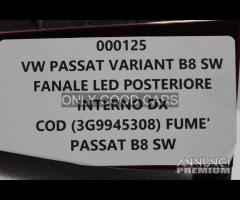 000125
VW PASSAT VARIANT B8 SW
FANALE LED POSTERIORE
ONLY GOOD CARS
INTERNO DX
COD (3G9945308) FUME'
PASSAT B8 SW
ANNUNCI
PREMIUM